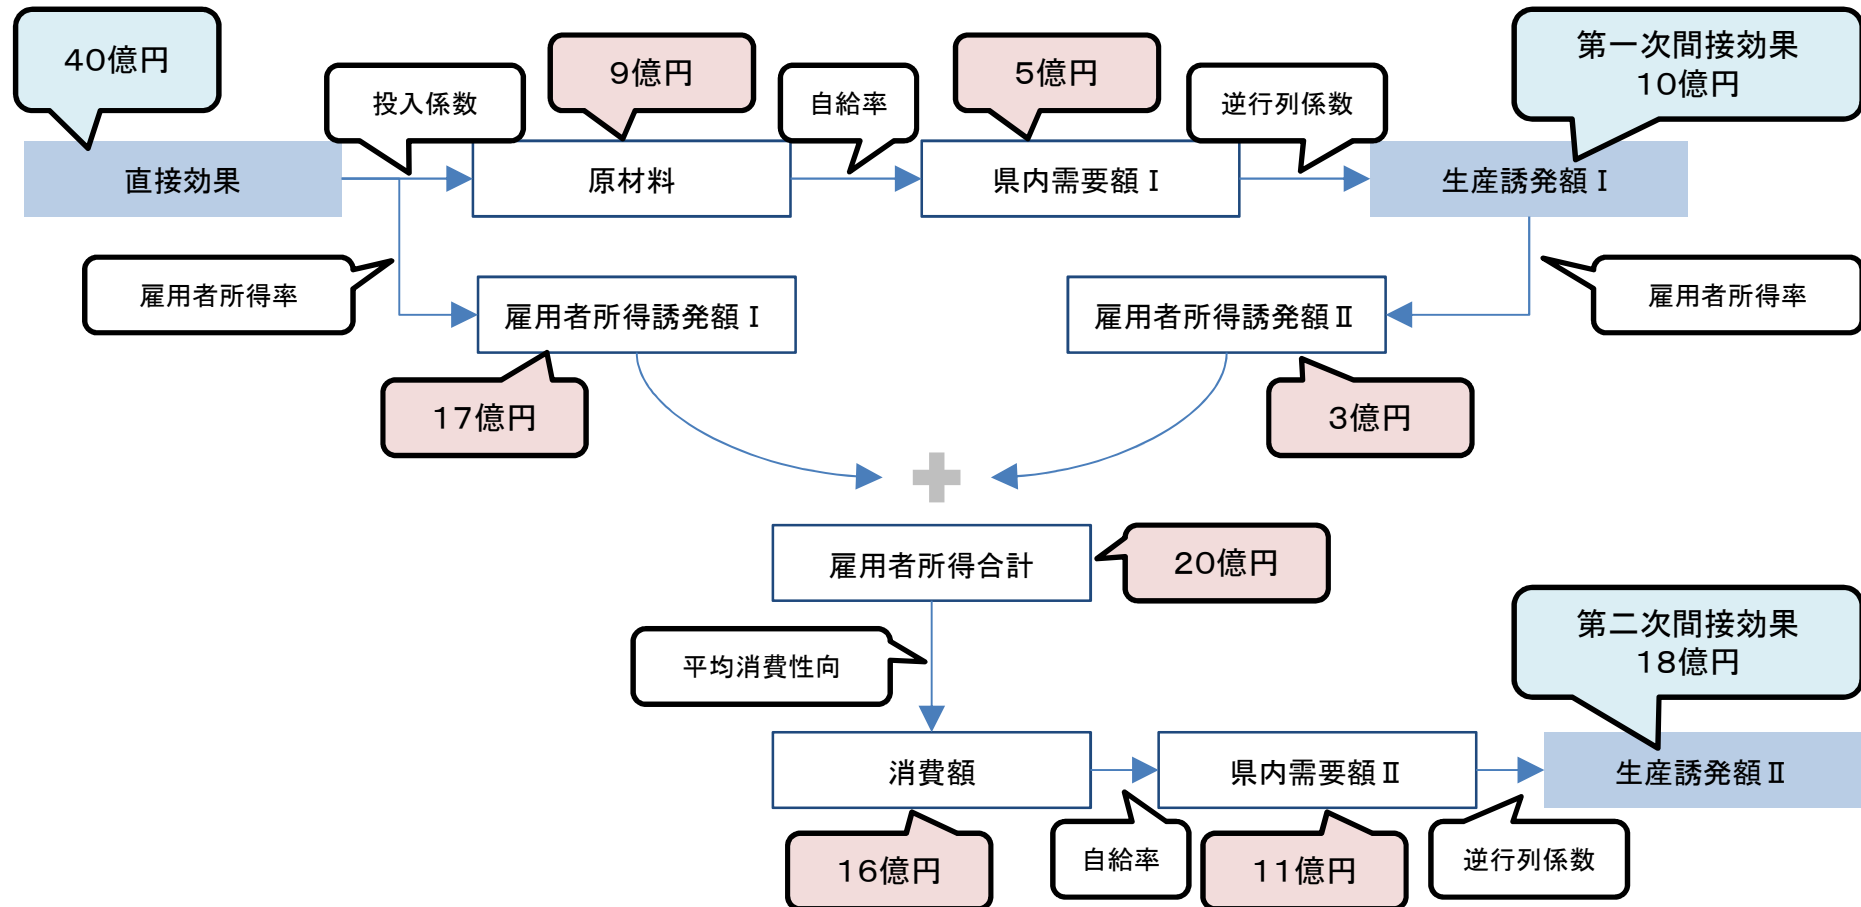 40億円
投入係数
9億円
自給率
5億円
逆行列係数
第一次間接効果
10億円
直接効果
原材料
県内需要額Ⅰ
生産誘発額Ⅰ
雇用者所得率
雇用者所得誘発額Ⅰ
雇用者所得誘発額Ⅱ
雇用者所得率
17億円
3億円
雇用者所得合計
20億円
平均消費性向
第二次間接効果
18億円
消費額
県内需要額Ⅱ
生産誘発額Ⅱ
16億円
自給率
11億円
逆行列係数